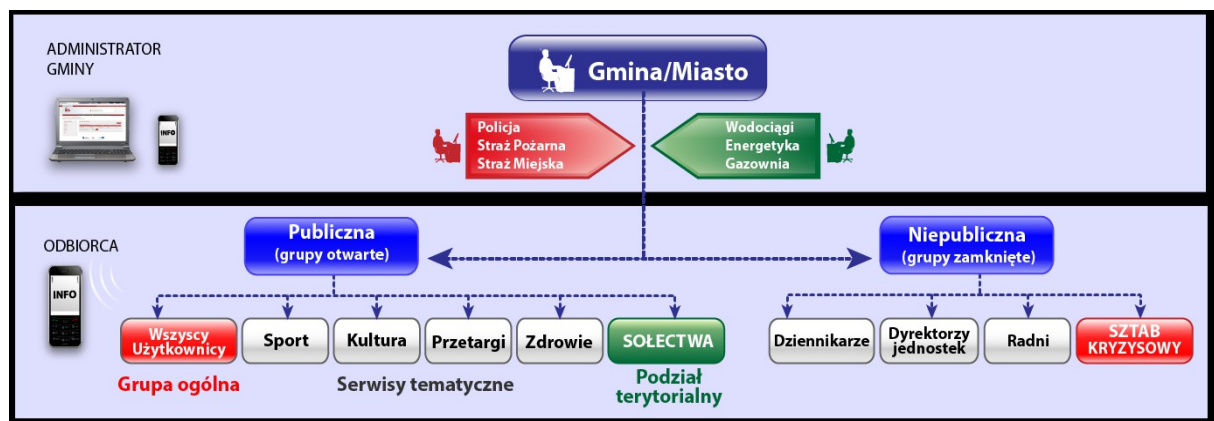 ADMINISTRATOR
GMINY
INFO
Gmina/Miasto
Policja
Straż Pożarna
Straż Miejska
Wodociągi
Energetyka
Gazownia
ODBIORCA
INFO
Publiczna
(grupy otwarte)
Niepubliczna
(grupy zamknięte)
Wszyscy
Użytkownicy
Sport
Kultura
Przetargi
Zdrowie
SOŁECTWA
Dziennikarze
Dyrektorzy
jednostek
Radni
SZTAB
KRYZYSOWY
Grupa ogólna
Serwisy tematyczne
Podział
terytorialny